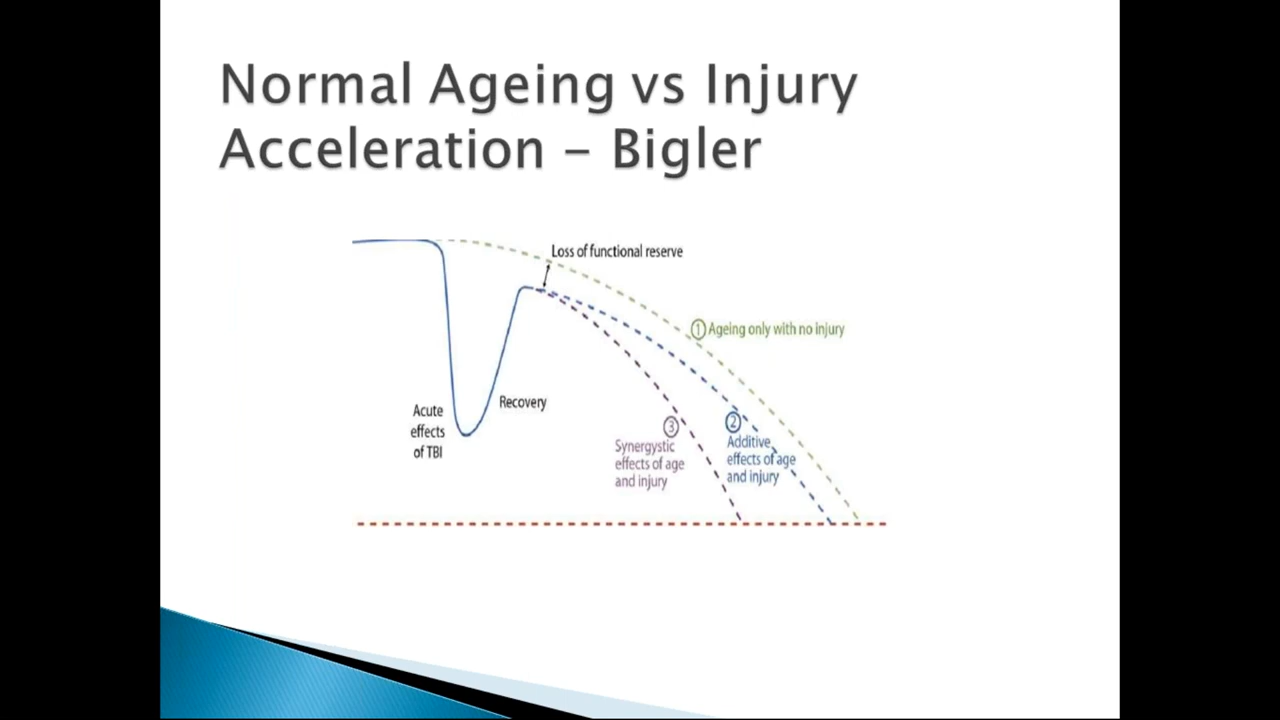 Normal Ageing vs Injury
Acceleration – Bigler
Loss of functional reserve
① Ageing only with no injury
Recovery
Acute
effects
of TBI
③
Synergystic
effects of age
and injury
②
Additive
effects of age
and injury